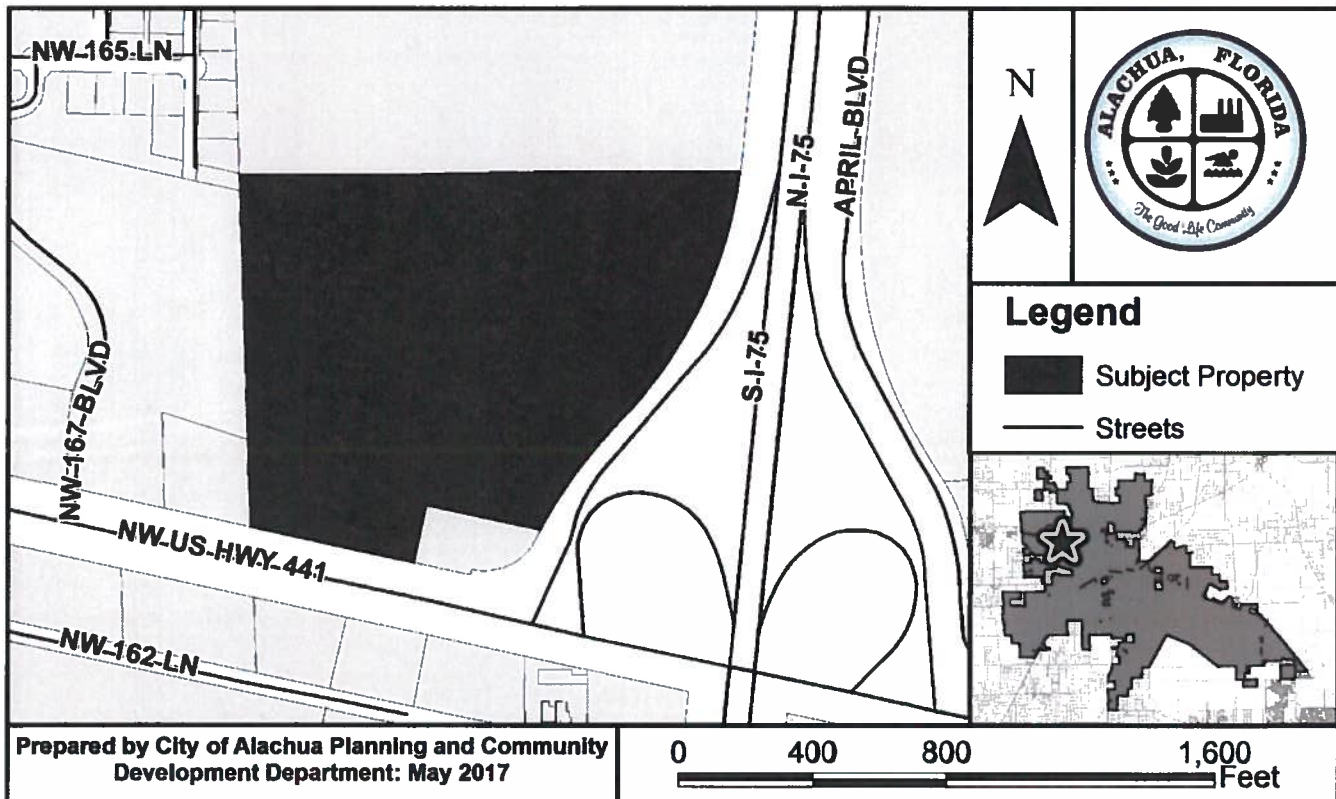 NW 165 LN
APRIL BLVD
N I-75
S I-75
NW 167 BLVD
NW US HWY 441
NW 162 LN
N
ALACHUA, FLORIDA
The Good Life Community
Legend
Subject Property
Streets
Prepared by City of Alachua Planning and Community
Development Department: May 2017
0 400 800 1,600
Feet